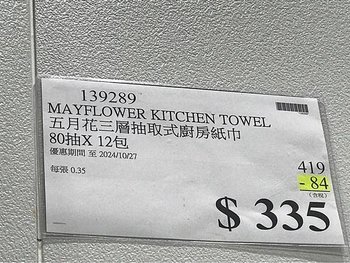 139289
MAYFLOWER KITCHEN TOWEL
五月花三層抽取式廚房紙巾
80抽X 12包
優惠期間 至 2024/10/27
419
每張 0.35
- 84
(含稅)
$ 335